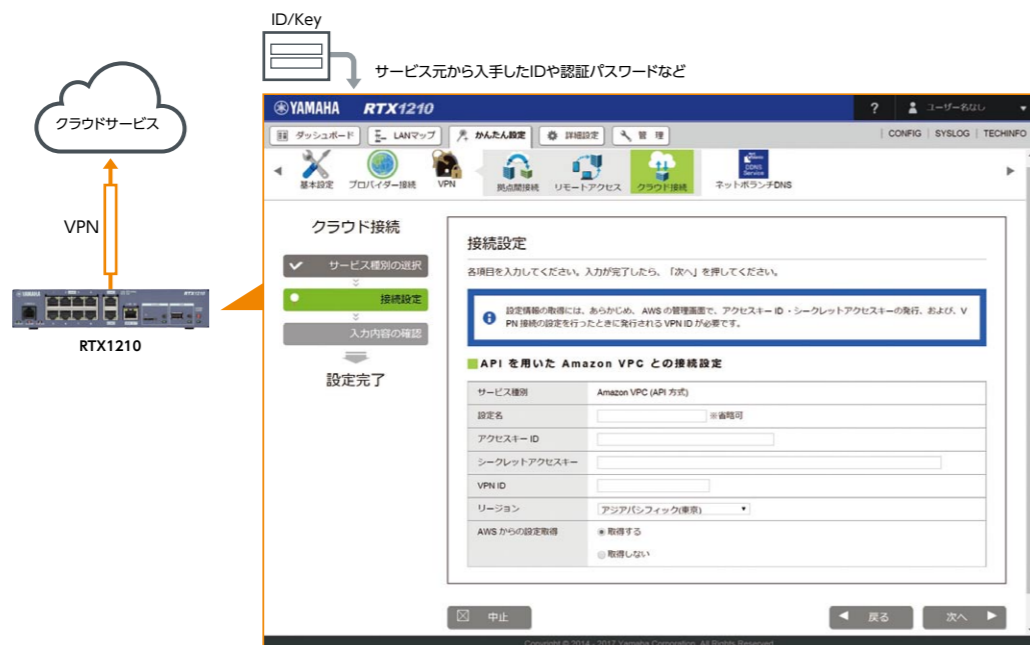 ID/Key
サービス元から入手したIDや認証パスワードなど
クラウドサービス
VPN
YAMAHA RTX1210
RTX1210
YAMAHA RTX1210
? ユーザー名なし
ダッシュボード LANマップ かんたん設定 詳細設定 管理
CONFIG SYSLOG TECHINFO
基本設定 プロバイダー接続 VPN 拠点間接続 リモートアクセス クラウド接続 ネットボランチDNS
DDNS
Service
クラウド接続
サービス種別の選択
接続設定
入力内容の確認
設定完了
接続設定
各項目を入力してください。入力が完了したら、「次へ」を押してください。
設定情報の取得には、あらかじめ、AWS の管理画面で、アクセスキー ID・シークレットアクセスキーの発行、および、V
PN 接続の設定を行ったときに発行される VPN ID が必要です。
API を用いた Amazon VPC との接続設定
サービス種別 Amazon VPC (API 方式)
設定名 ※省略可
アクセスキー ID
シークレットアクセスキー
VPN ID
リージョン アジアパシフィック(東京)
AWS からの設定取得 取得する
取得しない
中止 戻る 次へ
Copyright © 2014 - 2017 Yamaha Corporation. All Rights Reserved.